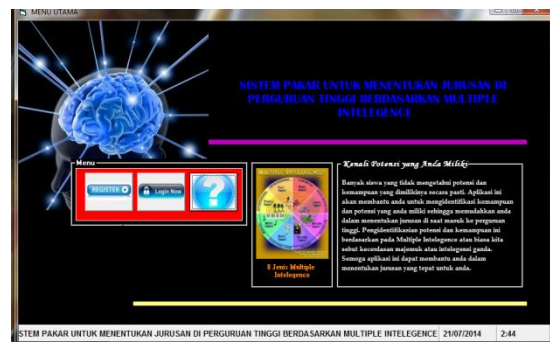 MENU UTAMA
SISTEM PAKAR UNTUK MENENTUKAN JURUSAN DI
PERGURUAN TINGGI BERDASARKAN MULTIPLE
INTELEGENCE
Menu
REGISTER
Login Now
?
MULTIPLE INTELEGENCE
8 Jenis Multiple
Intelegence
Kenali Potensi yang Anda Miliki
Banyak siswa yang tidak mengetahui potensi dan
kemampuan yang dimilikinya secara pasti. Aplikasi ini
akan membantu anda untuk mengidentifikasi kemampuan
dan potensi yang anda miliki sehingga memudahkan anda
dalam menentukan jurusan di saat masuk ke perguruan
tinggi. Pengidentifikasian potensi dan kemampuan ini
berdasarkan pada Multiple Intelegence atau biasa kita
sebut kecerdasan majemuk atau intelegensi ganda.
Semoga aplikasi ini dapat membantu anda dalam
menentukan jurusan yang tepat untuk anda.
STEM PAKAR UNTUK MENENTUKAN JURUSAN DI PERGURUAN TINGGI BERDASARKAN MULTIPLE INTELEGENCE 21/07/2014 2:44